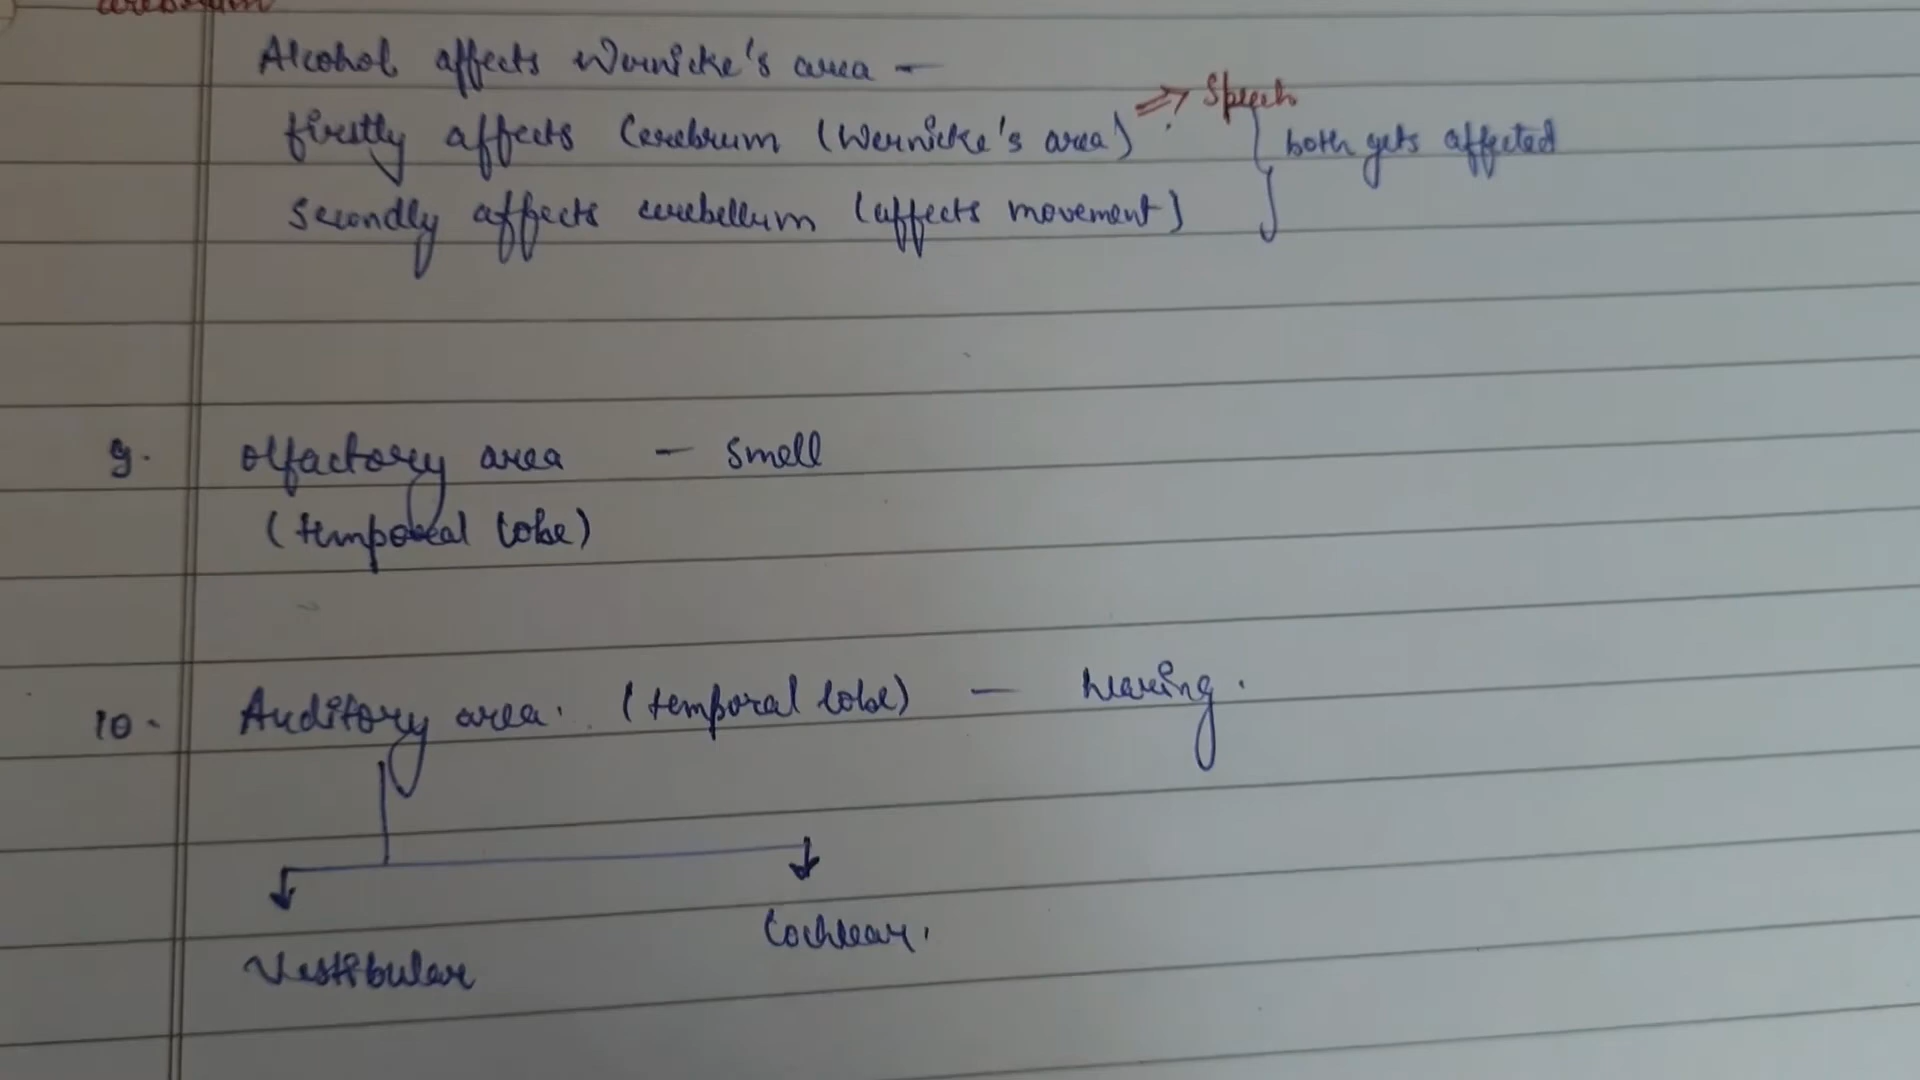 cerebrum
Alcohol affects Wernicke's area —
firstly affects Cerebrum (Wernicke's area) ⇒ Speech
both gets affected
Secondly affects cerebellum (affects movement)
9. olfactory area — smell
(temporal lobe)
10. Auditory area. (temporal lobe) — hearing.
Vestibular
Cochlear.